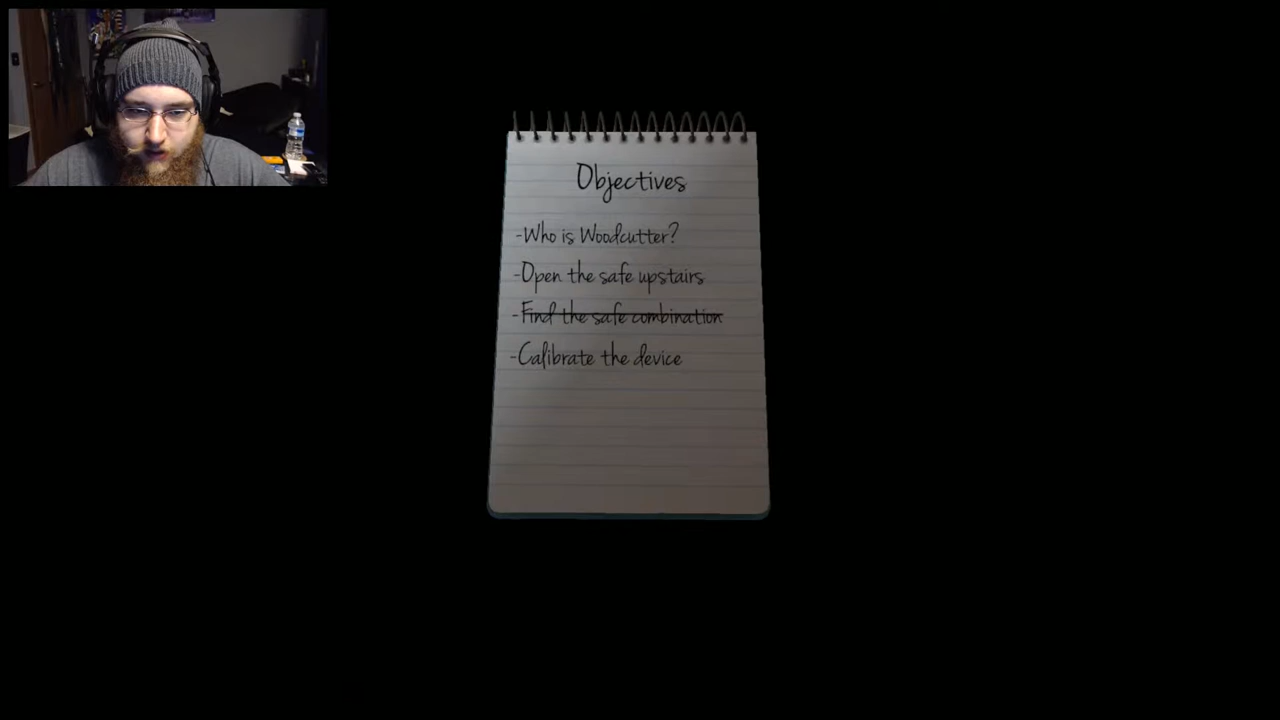 Objectives
-Who is Woodcutter?
-Open the safe upstairs
-Find the safe combination
-Calibrate the device